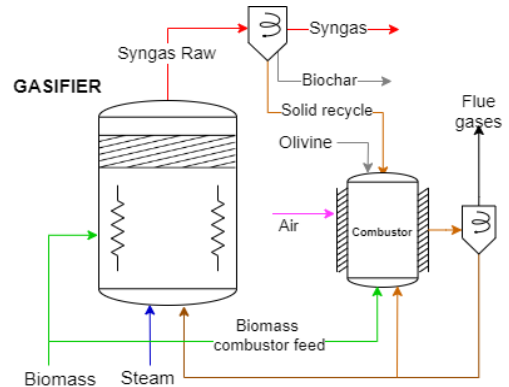 Syngas
Syngas Raw
Biochar
GASIFIER
Solid recycle
Flue
gases
Olivine
Air
Combustor
Biomass
combustor feed
Biomass
Steam